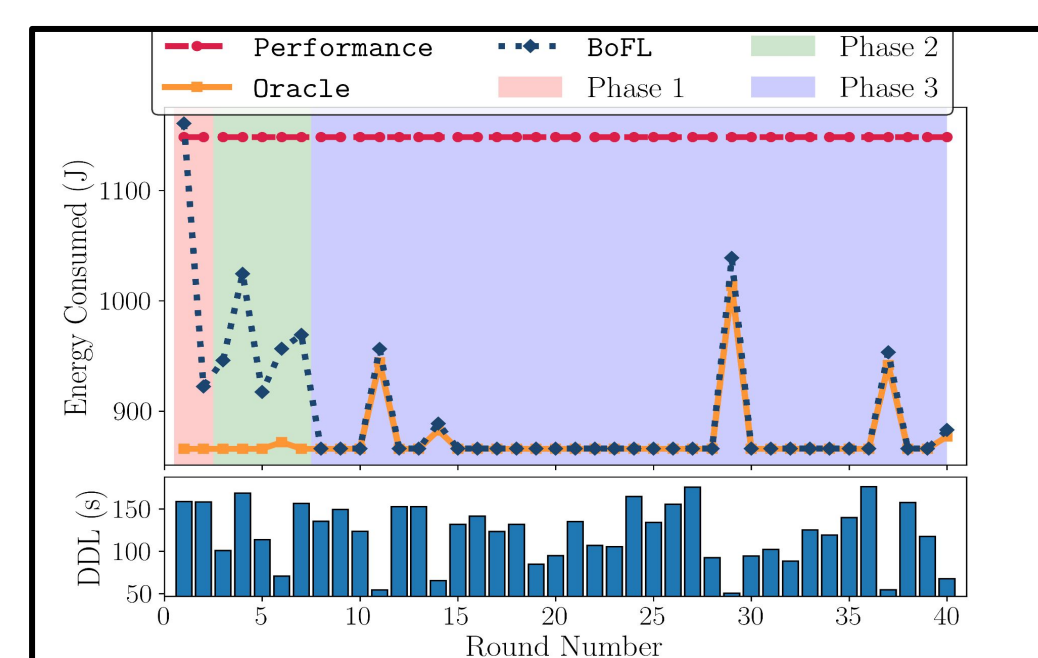 Performance BoFL Phase 2
Oracle Phase 1 Phase 3
Energy Consumed (J)
1100
1000
900
DDL (s)
150
100
50
0 5 10 15 20 25 30 35 40
Round Number